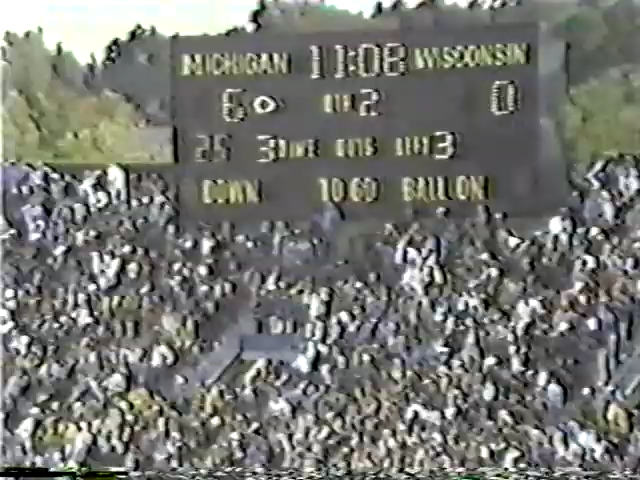 MICHIGAN 11:08 WISCONSIN
6 QTR 2 0
25 3 TIME OUTS LEFT 3
DOWN TO GO BALL ON